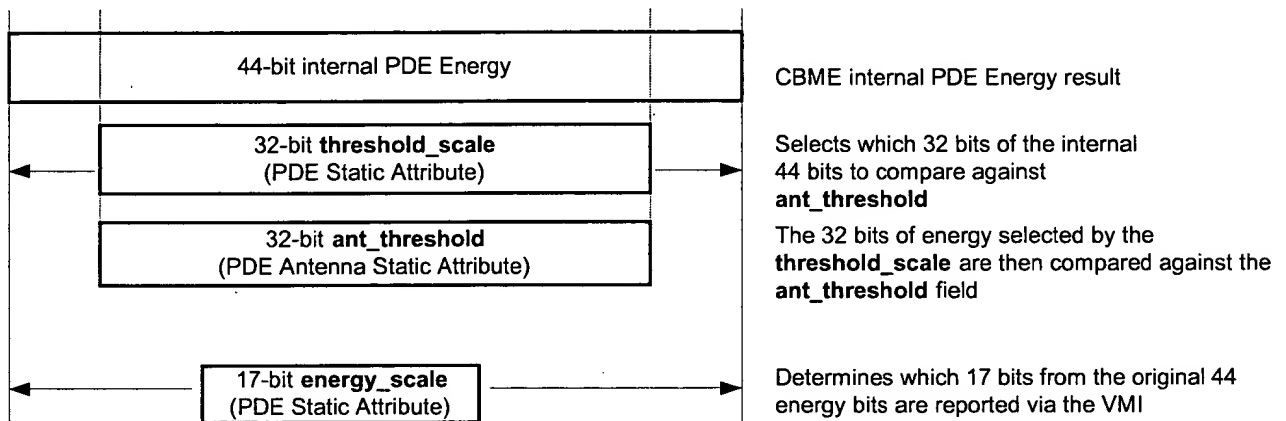 44-bit internal PDE Energy
CBME internal PDE Energy result
32-bit threshold_scale
(PDE Static Attribute)
Selects which 32 bits of the internal
44 bits to compare against
ant_threshold
32-bit ant_threshold
(PDE Antenna Static Attribute)
The 32 bits of energy selected by the
threshold_scale are then compared against the
ant_threshold field
17-bit energy_scale
(PDE Static Attribute)
Determines which 17 bits from the original 44
energy bits are reported via the VMI